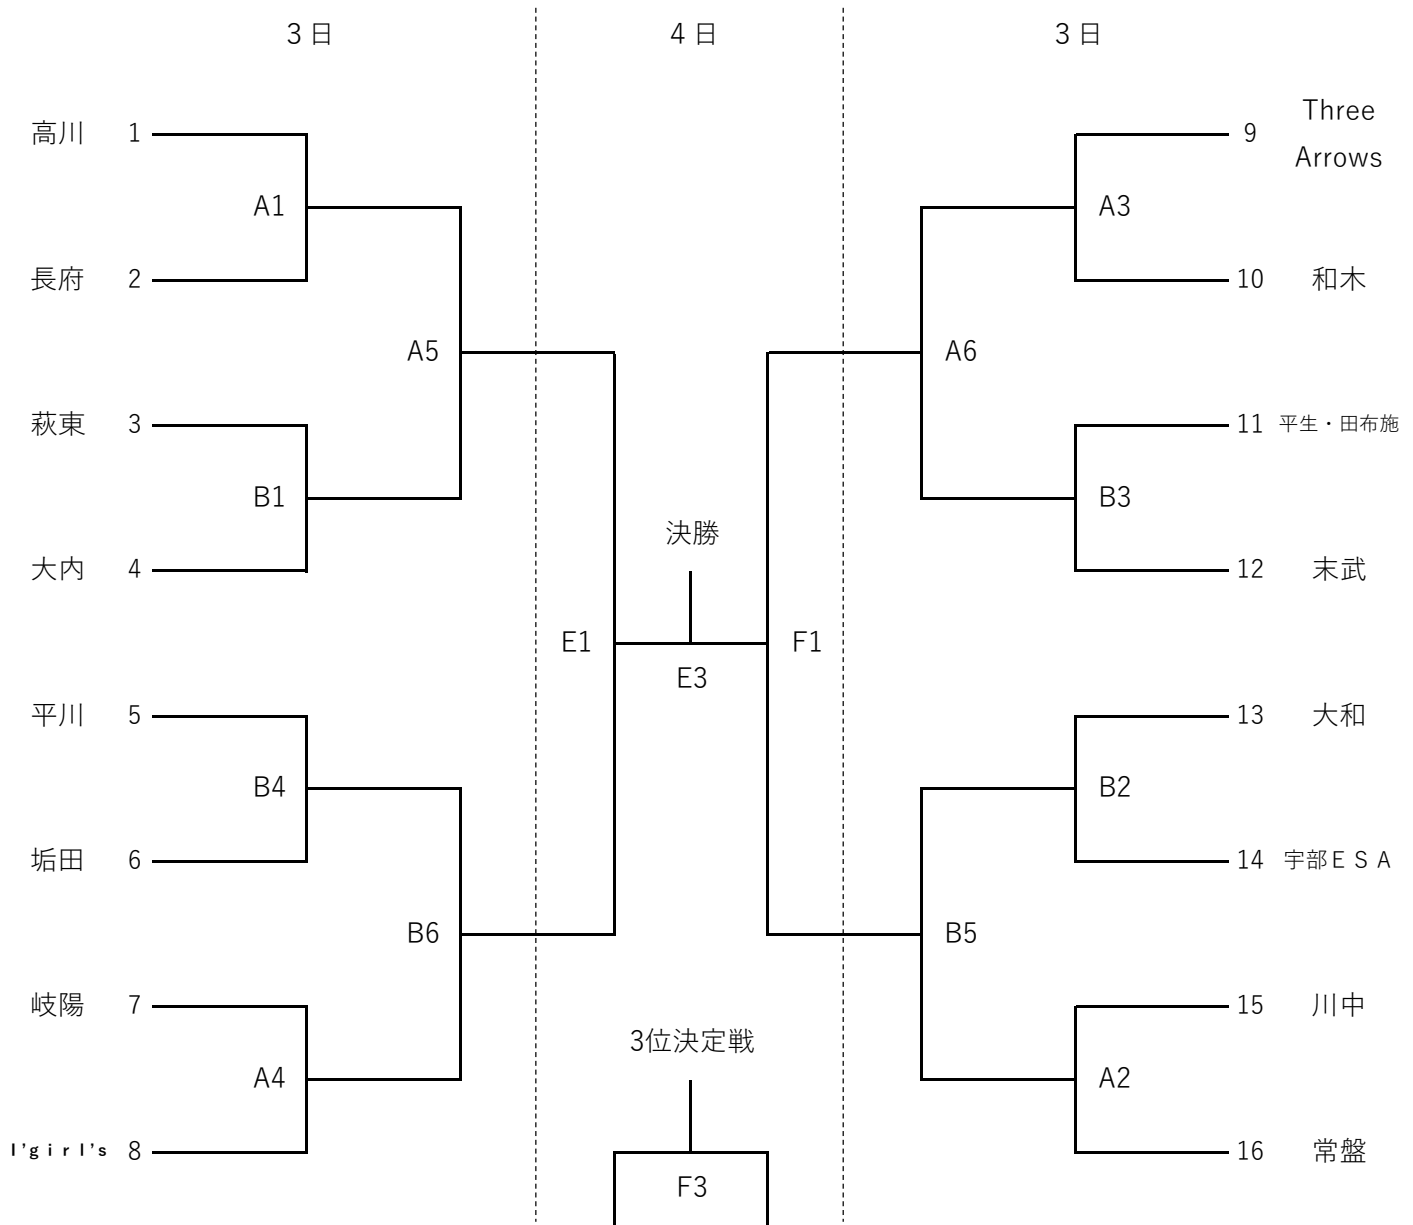 3日
4日
3日
高川 1
A1
長府 2
A5
萩東 3
B1
大内 4
平川 5
B4
垢田 6
B6
岐陽 7
A4
l'girl's 8
E1
決勝
E3
F1
3位決定戦
F3
9 Three
Arrows
A3
10 和木
A6
11 平生・田布施
B3
12 末武
13 大和
B2
14 宇部ESA
B5
15 川中
A2
16 常盤